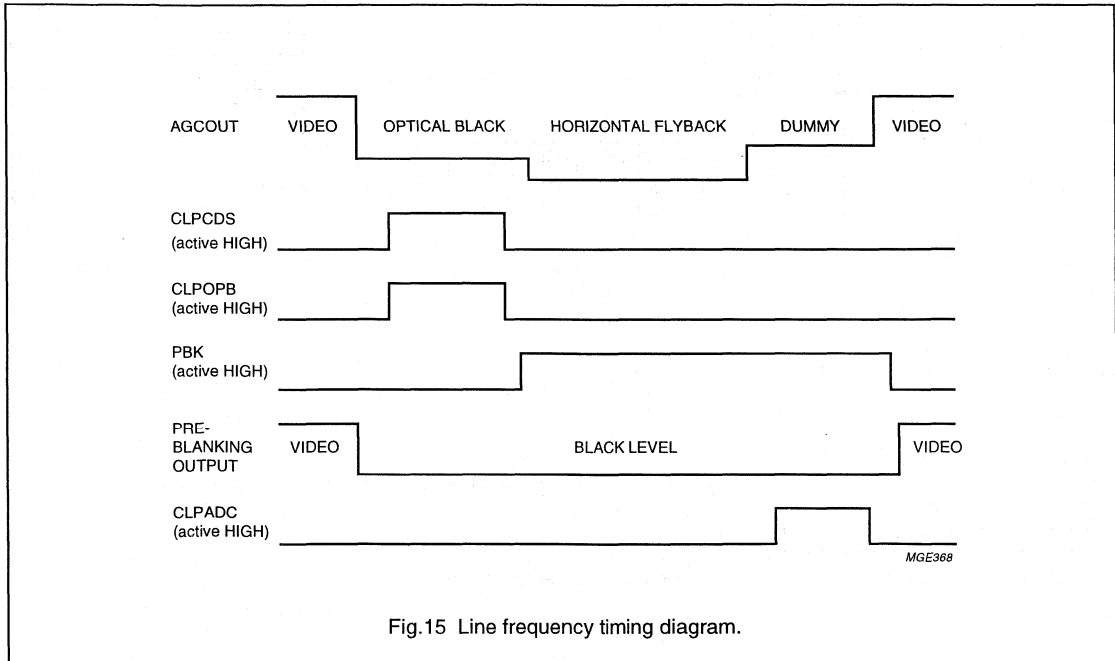 AGCOUT VIDEO OPTICAL BLACK HORIZONTAL FLYBACK DUMMY VIDEO
CLPCDS
(active HIGH)
CLPOPB
(active HIGH)
PBK
(active HIGH)
PRE-
BLANKING VIDEO BLACK LEVEL VIDEO
OUTPUT
CLPADC
(active HIGH)
MGE368
Fig.15 Line frequency timing diagram.